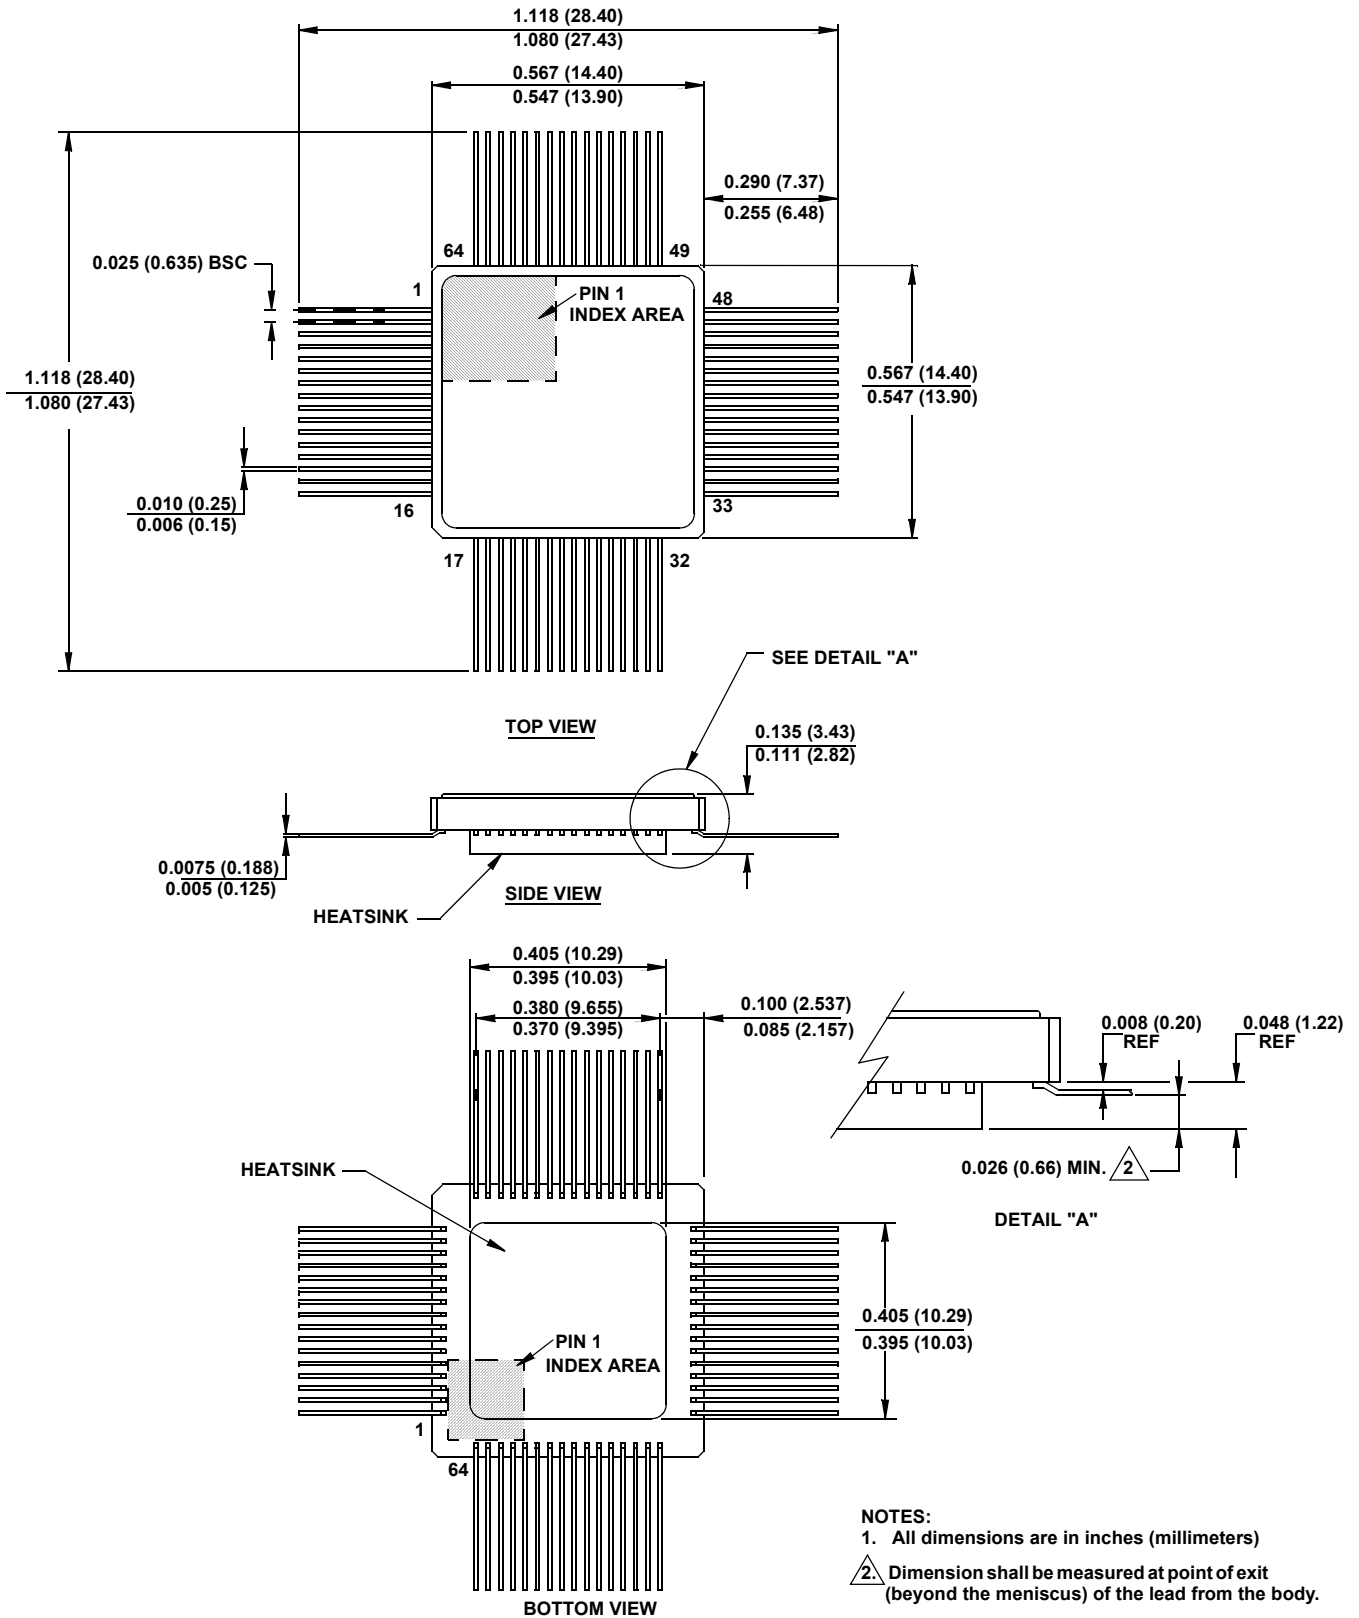 1.118 (28.40)
1.080 (27.43)
0.567 (14.40)
0.547 (13.90)
0.290 (7.37)
0.255 (6.48)
64
49
0.025 (0.635) BSC
1
48
PIN 1
INDEX AREA
1.118 (28.40)
1.080 (27.43)
0.567 (14.40)
0.547 (13.90)
0.010 (0.25)
0.006 (0.15)
16
33
17
32
SEE DETAIL "A"
TOP VIEW
0.135 (3.43)
0.111 (2.82)
0.0075 (0.188)
0.005 (0.125)
SIDE VIEW
HEATSINK
0.405 (10.29)
0.395 (10.03)
0.380 (9.655)
0.370 (9.395)
0.100 (2.537)
0.085 (2.157)
0.008 (0.20)
REF
0.048 (1.22)
REF
HEATSINK
0.026 (0.66) MIN. 2
DETAIL "A"
0.405 (10.29)
0.395 (10.03)
PIN 1
INDEX AREA
1
64
NOTES:
1. All dimensions are in inches (millimeters)
2. Dimension shall be measured at point of exit
(beyond the meniscus) of the lead from the body.
BOTTOM VIEW